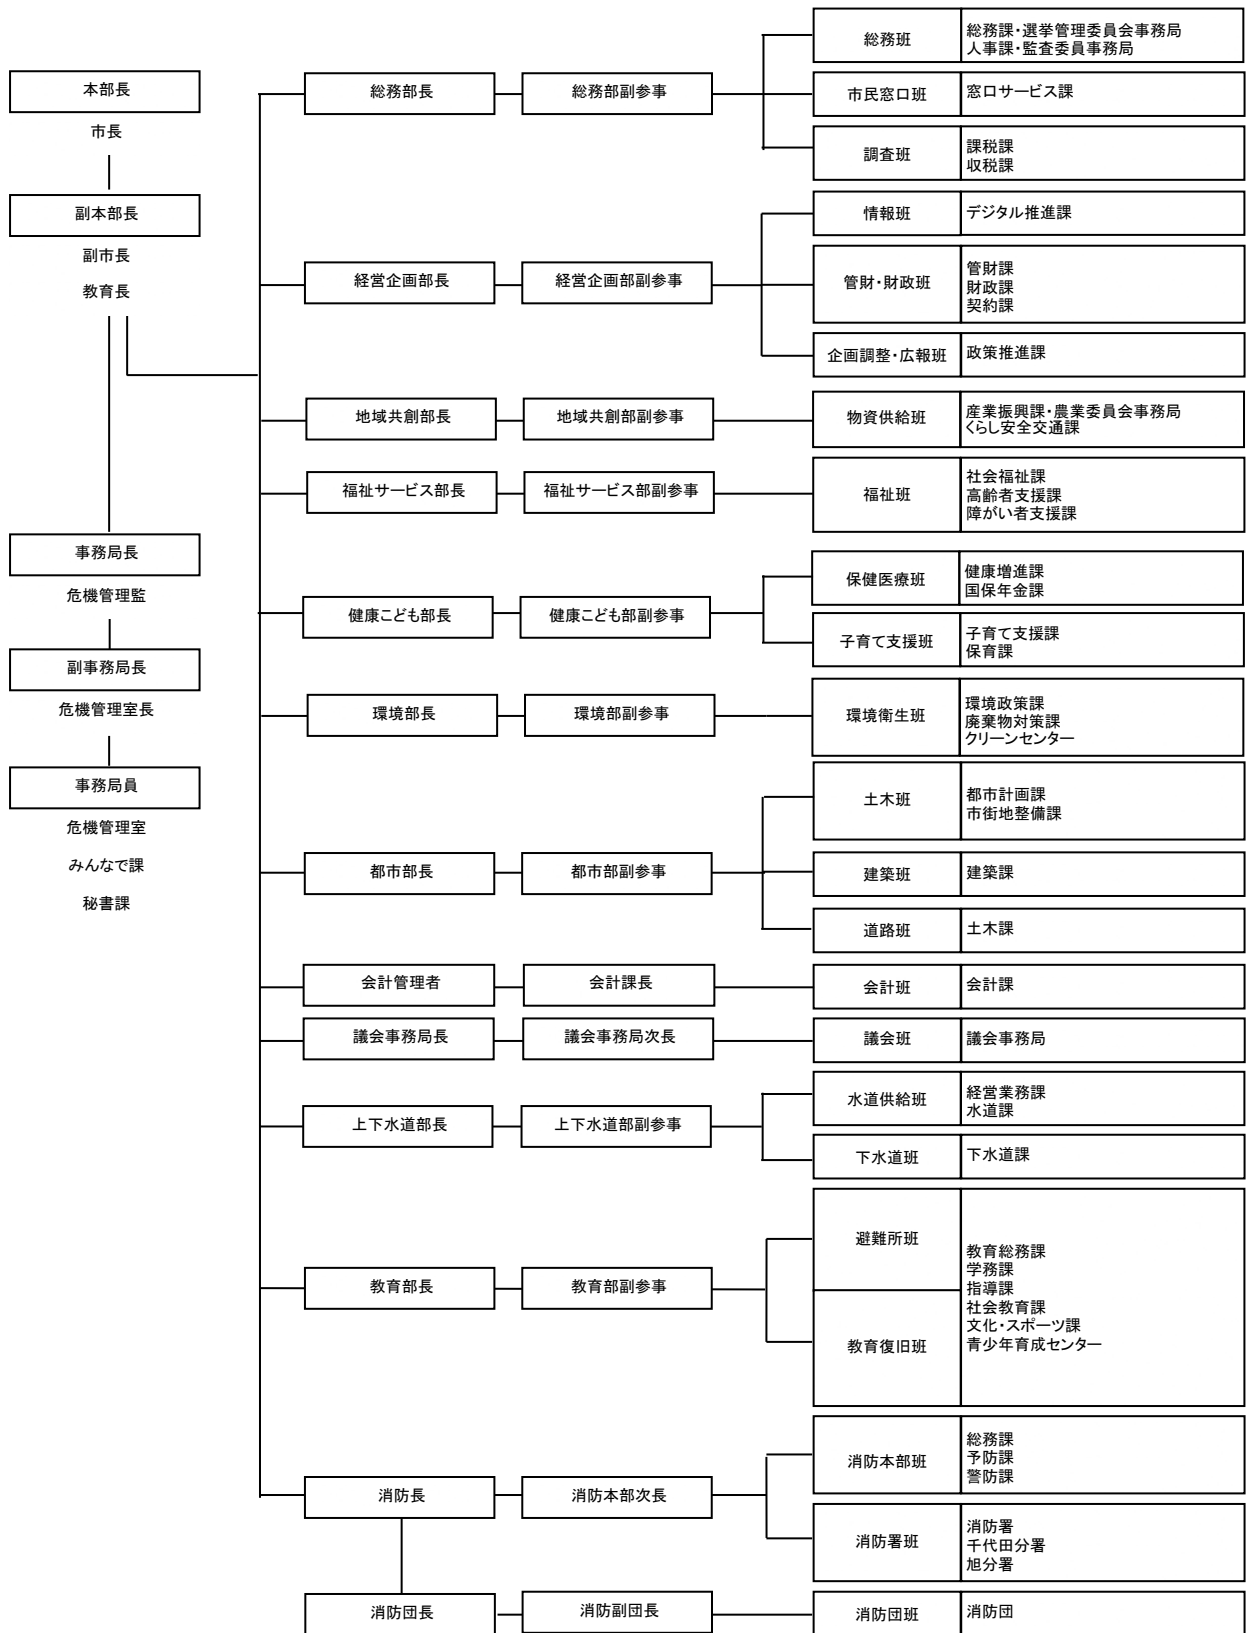 本部長
市長
副本部長
副市長
教育長
事務局長
危機管理監
副事務局長
危機管理室長
事務局員
危機管理室
みんなで課
秘書課
総務部長
総務部副参事
総務班
総務課・選挙管理委員会事務局
人事課・監査委員事務局
市民窓口班
窓口サービス課
調査班
課税課
収税課
経営企画部長
経営企画部副参事
情報班
デジタル推進課
管財・財政班
管財課
財政課
契約課
企画調整・広報班
政策推進課
地域共創部長
地域共創部副参事
物資供給班
産業振興課・農業委員会事務局
くらし安全交通課
福祉サービス部長
福祉サービス部副参事
福祉班
社会福祉課
高齢者支援課
障がい者支援課
健康こども部長
健康こども部副参事
保健医療班
健康増進課
国保年金課
子育て支援班
子育て支援課
保育課
環境部長
環境部副参事
環境衛生班
環境政策課
廃棄物対策課
クリーンセンター
都市部長
都市部副参事
土木班
都市計画課
市街地整備課
建築班
建築課
道路班
土木課
会計管理者
会計課長
会計班
会計課
議会事務局長
議会事務局次長
議会班
議会事務局
上下水道部長
上下水道部副参事
水道供給班
経営業務課
水道課
下水道班
下水道課
教育部長
教育部副参事
避難所班
教育復旧班
教育総務課
学務課
指導課
社会教育課
文化・スポーツ課
青少年育成センター
消防長
消防本部次長
消防本部班
総務課
予防課
警防課
消防署班
消防署
千代田分署
旭分署
消防団長
消防副団長
消防団班
消防団